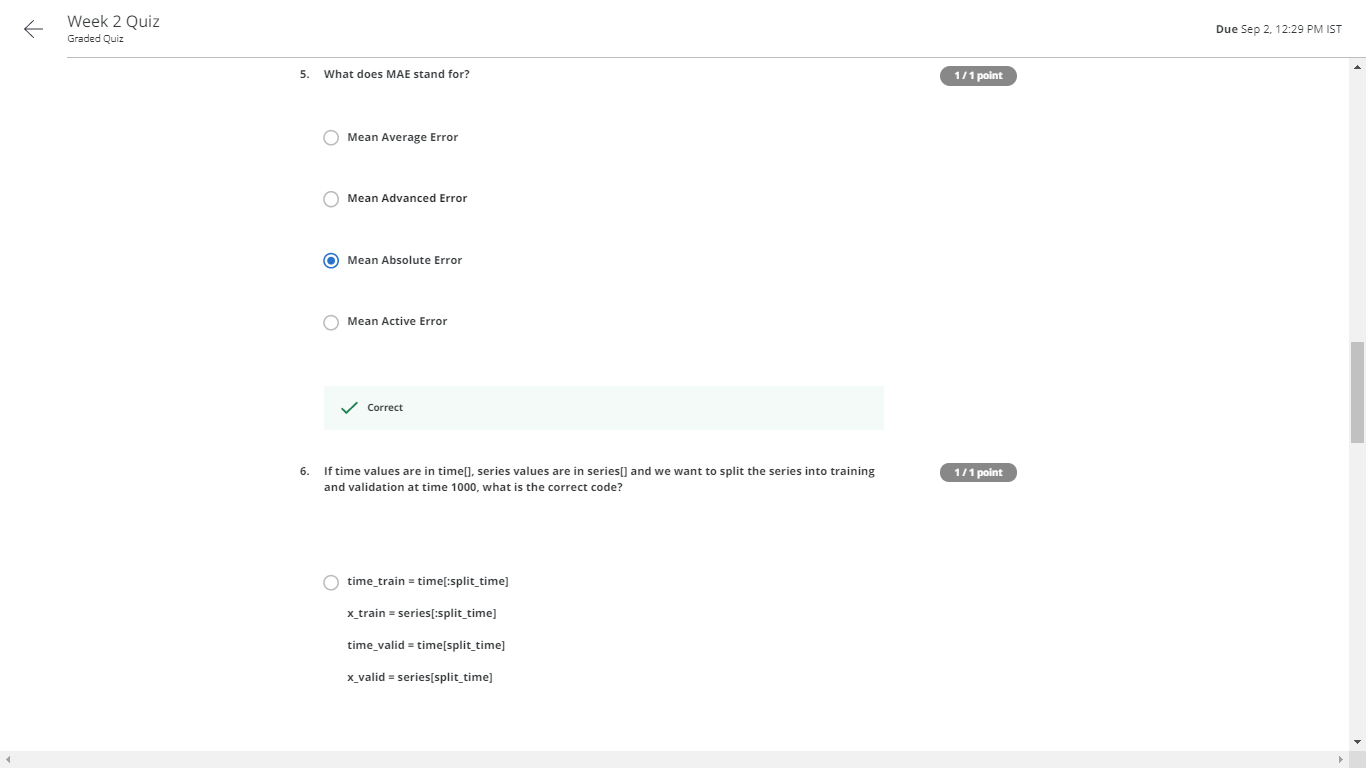 Week 2 Quiz
Graded Quiz
Due Sep 2, 12:29 PM IST
5. What does MAE stand for?
1 / 1 point
Mean Average Error
Mean Advanced Error
Mean Absolute Error
Mean Active Error
Correct
6. If time values are in time[], series values are in series[] and we want to split the series into training
and validation at time 1000, what is the correct code?
1 / 1 point
time_train = time[:split_time]
x_train = series[:split_time]
time_valid = time[split_time]
x_valid = series[split_time]